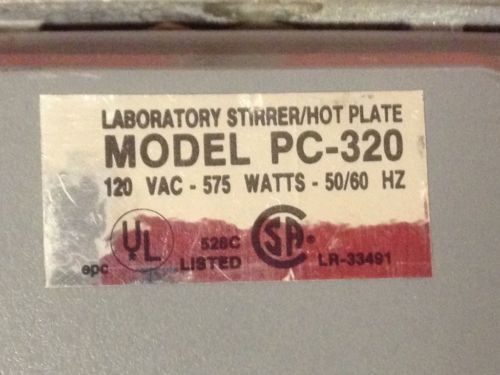 LABORATORY STIRRER/HOT PLATE
MODEL PC-320
120 VAC - 575 WATTS - 50/60 HZ
epc UL 528C LISTED CSA® LR-33491